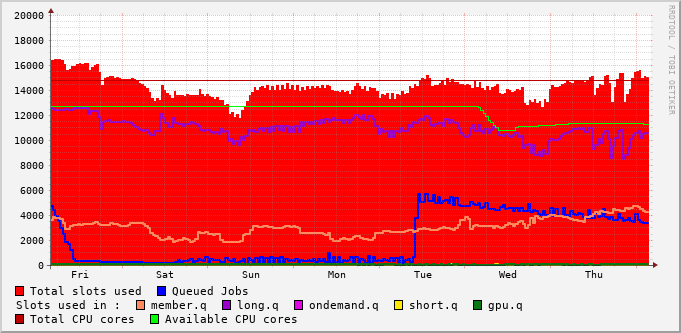 20000
18000
16000
14000
12000
10000
8000
6000
4000
2000
0
Fri Sat Sun Mon Tue Wed Thu
Total slots used Queued Jobs
Slots used in : member.q long.q ondemand.q short.q gpu.q
Total CPU cores Available CPU cores
RRDTOOL / TOBI OETIKER